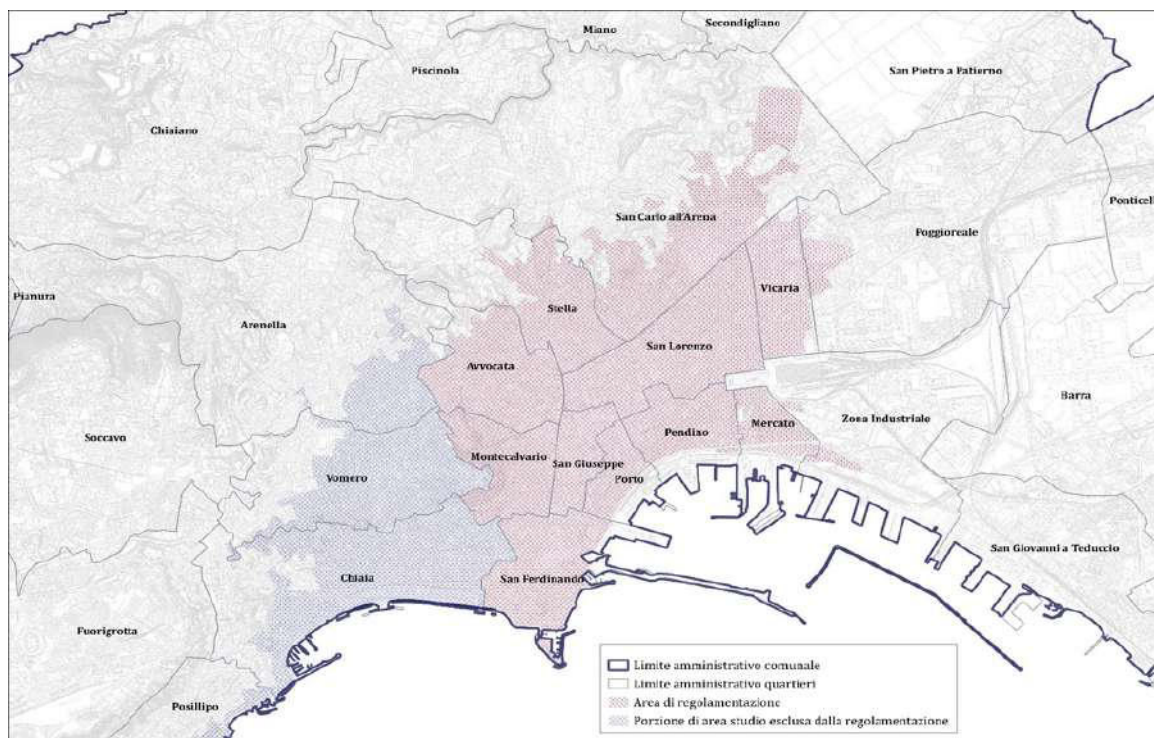 Secondigliano
Miano
San Pietro a Patierno
Piscinola
Chiaiano
Ponticell
San Carlo all'Arena
Poggioreale
Vicaria
Pianura
Stella
Arenella
San Lorenzo
Avvocata
Barra
Mercato
Zona Industriale
Pendino
Soccavo
Montecalvario
San Giuseppe
Porto
Vomero
San Giovanni a Teduccio
Chiaia
San Ferdinando
Fuorigrotta
Posillipo
Limite amministrativo comunale
Limite amministrativo quartieri
Area di regolamentazione
Porzione di area studio esclusa dalla regolamentazione